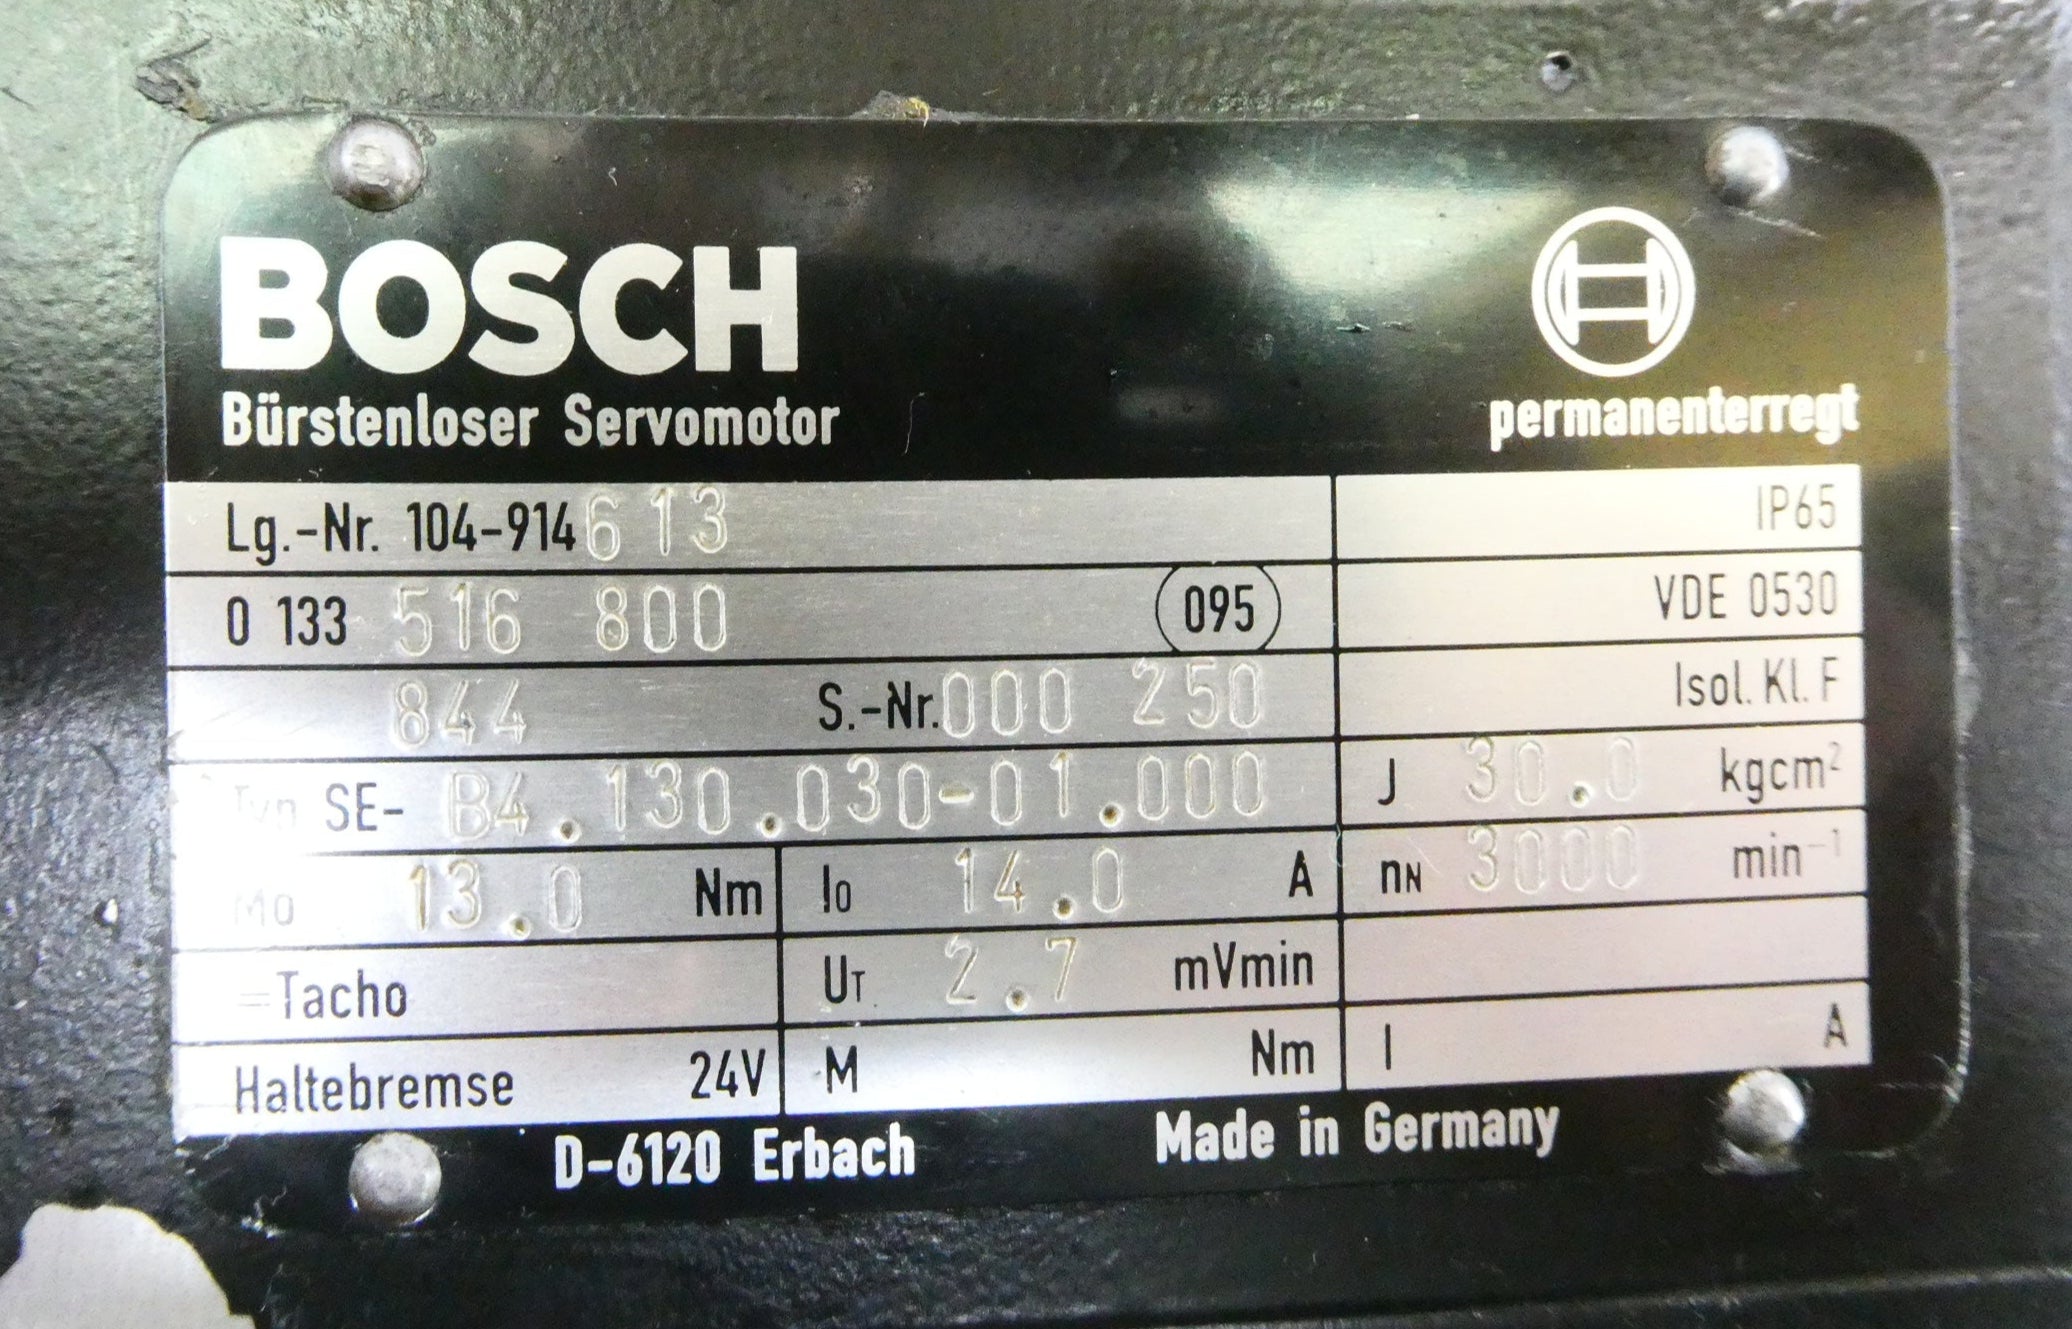 BOSCH
Bürstenloser Servomotor
permanenterregt
Lg.-Nr. 104-914 613 IP65
0 133 516 800 095 VDE 0530
844 S.-Nr. 000 250 Isol. Kl. F
Typ SE- B4.130.030-01.000 J 30.0 kgcm²
Mo 13.0 Nm I0 14.0 A nN 3000 min⁻¹
=Tacho UT 2.7 mVmin
Haltebremse 24V M Nm I A
D-6120 Erbach Made in Germany